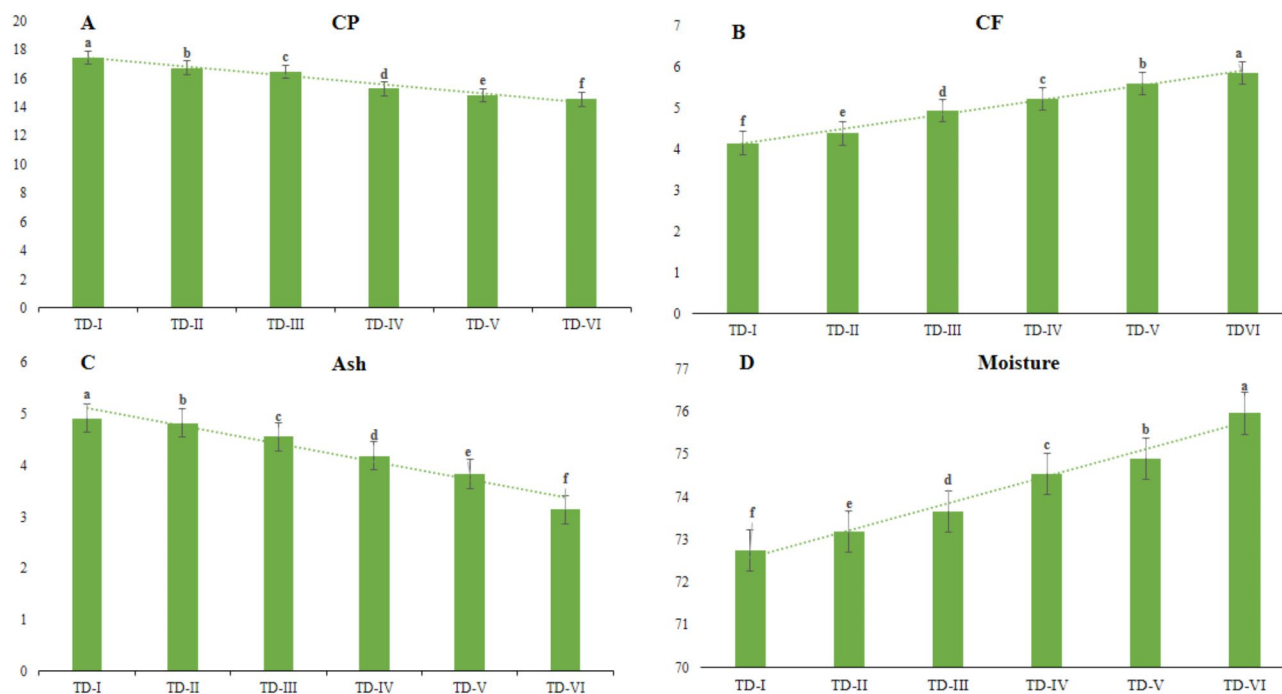 A CP
20
18
16
14
12
10
8
6
4
2
0
a b c d e f
TD-I TD-II TD-III TD-IV TD-V TD-VI
B CF
7
6
5
4
3
2
1
0
f e d c b a
TD-I TD-II TD-III TD-IV TD-V TDVI
C Ash
6
5
4
3
2
1
0
a b c d e f
TD-I TD-II TD-III TD-IV TD-V TD-VI
D Moisture
77
76
75
74
73
72
71
70
f e d c b a
TD-I TD-II TD-III TD-IV TD-V TD-VI